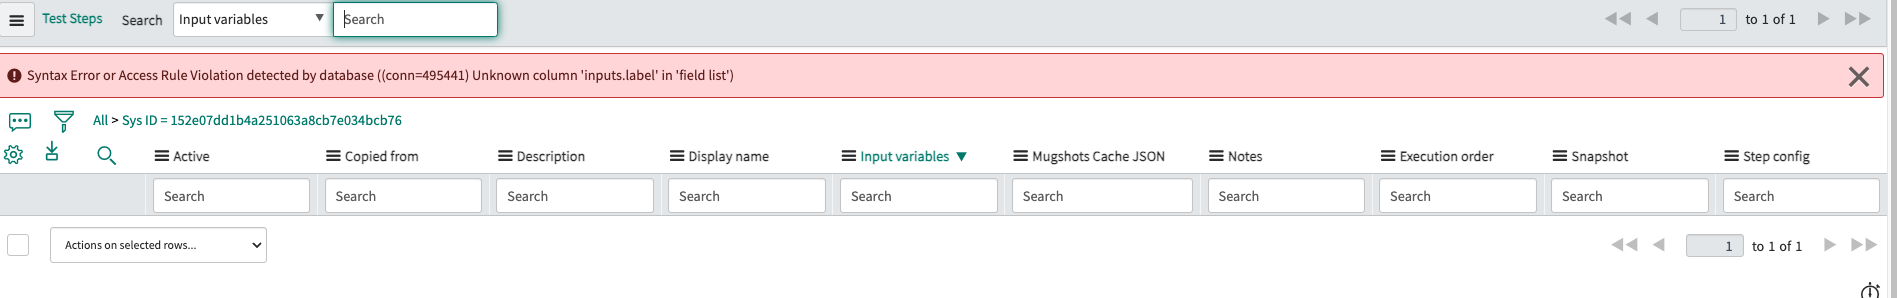 Test Steps Search Input variables Search 1 to 1 of 1
Syntax Error or Access Rule Violation detected by database ((conn=495441) Unknown column 'inputs.label' in 'field list')
All > Sys ID = 152e07dd1b4a251063a8cb7e034bcb76
Active Copied from Description Display name Input variables Mugshots Cache JSON Notes Execution order Snapshot Step config
Search Search Search Search Search Search Search Search Search Search
Actions on selected rows... 1 to 1 of 1